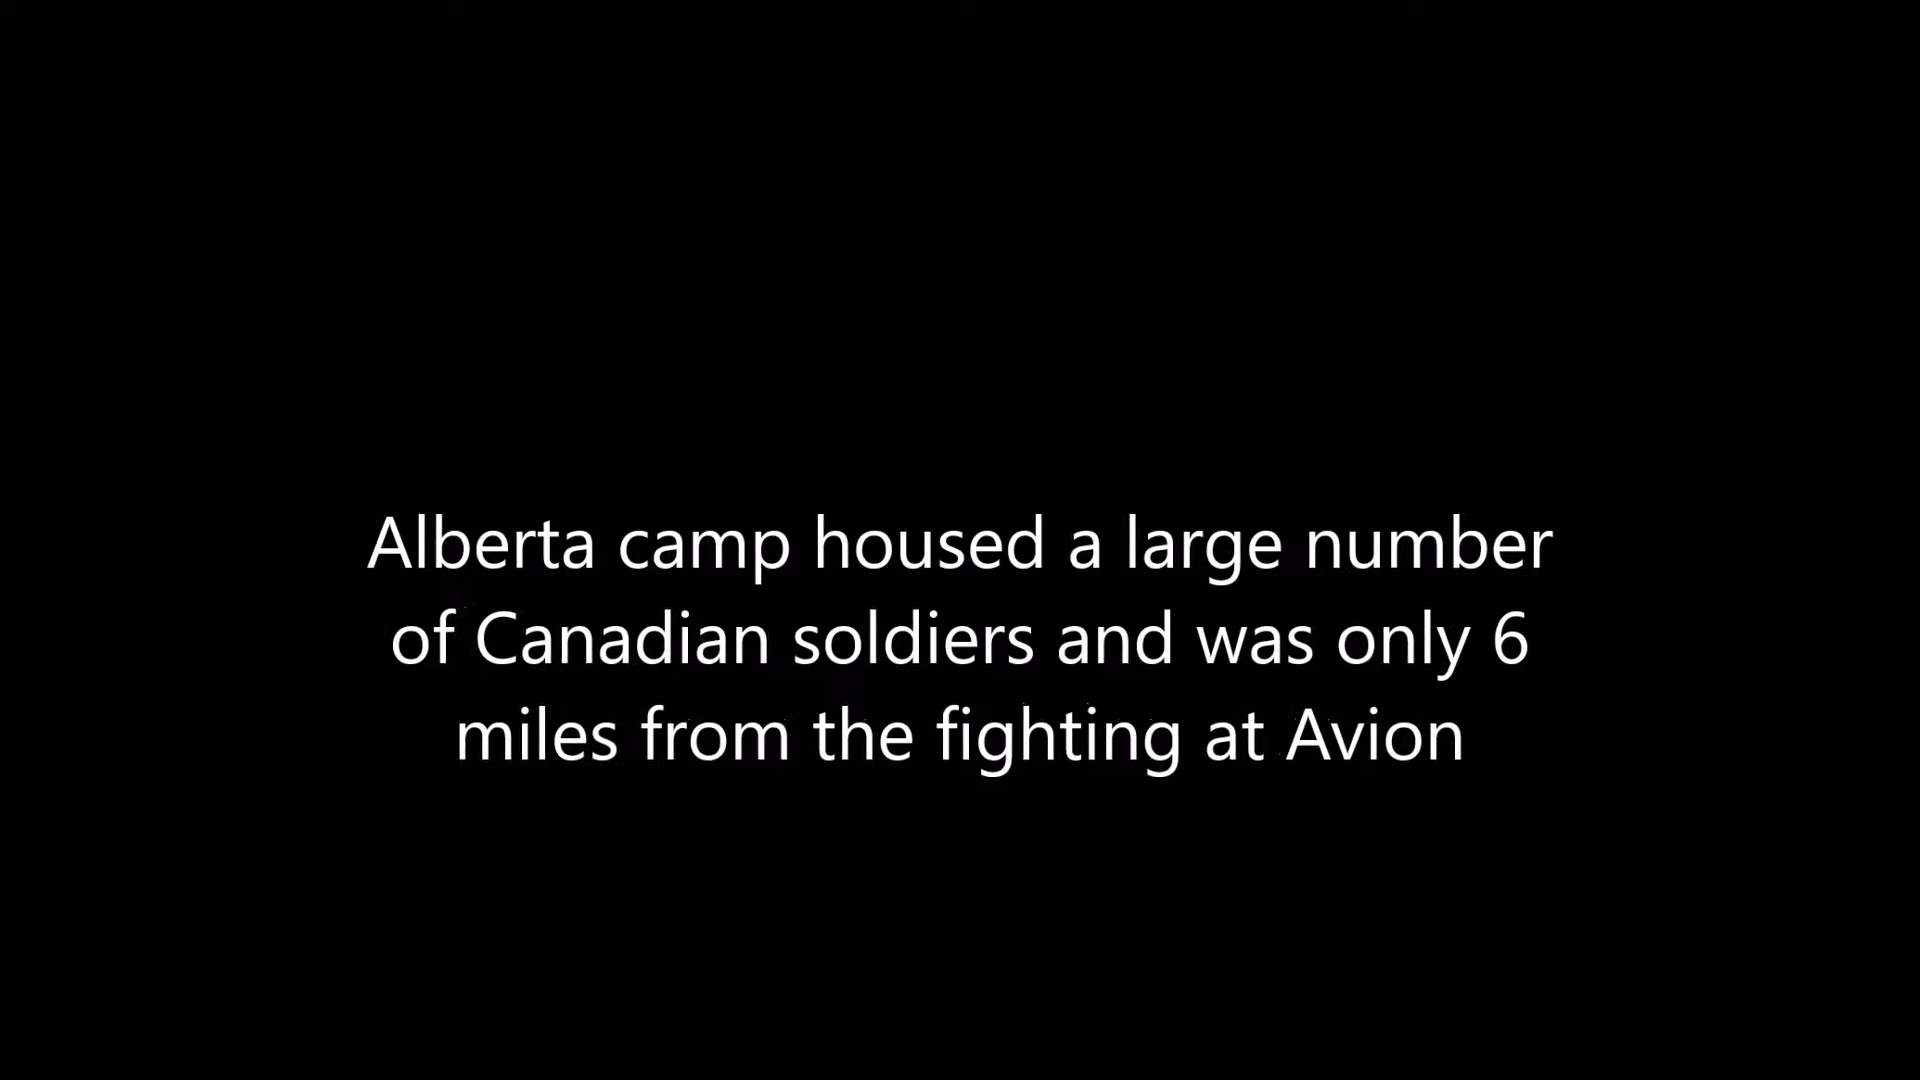 Alberta camp housed a large number
of Canadian soldiers and was only 6
miles from the fighting at Avion